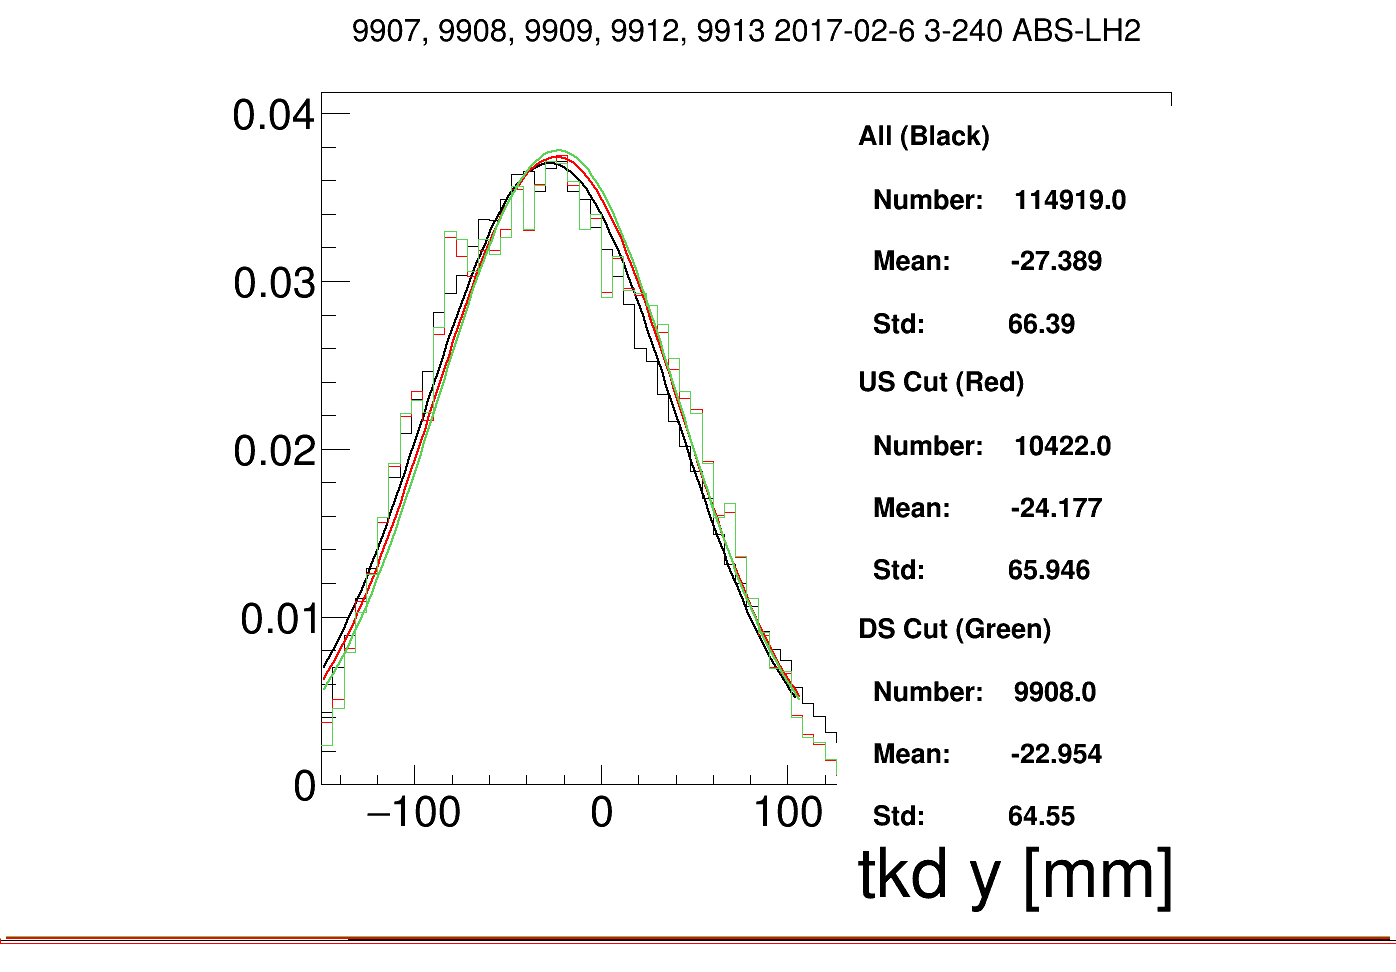 9907, 9908, 9909, 9912, 9913 2017-02-6 3-240 ABS-LH2
0.04
0.03
0.02
0.01
0
−100 0 100
All (Black)
Number: 114919.0
Mean: -27.389
Std: 66.39
US Cut (Red)
Number: 10422.0
Mean: -24.177
Std: 65.946
DS Cut (Green)
Number: 9908.0
Mean: -22.954
Std: 64.55
tkd y [mm]